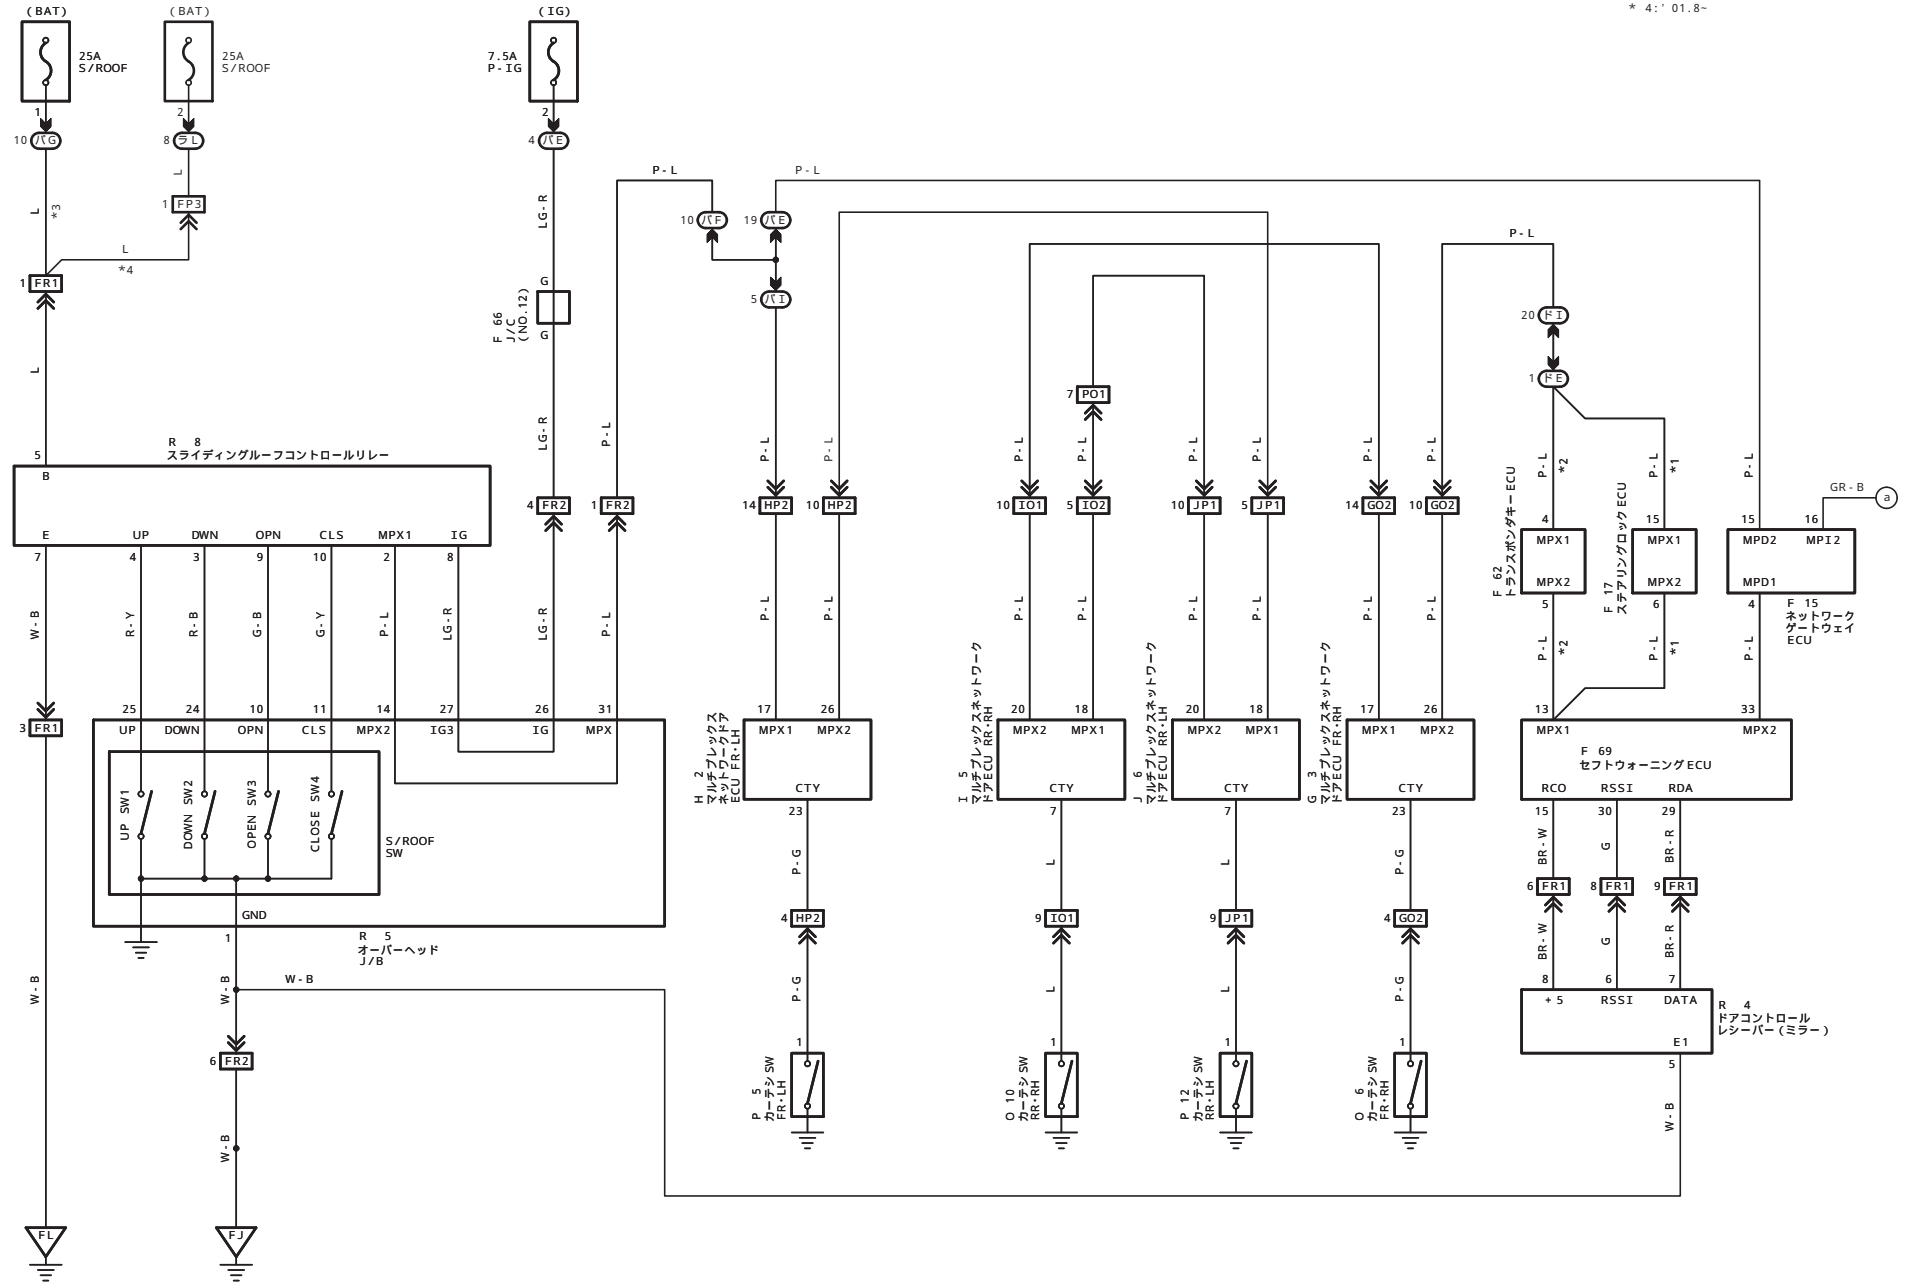 * 4:' 01.8~
(BAT)
(BAT)
(IG)
25A
S/ROOF
25A
S/ROOF
7.5A
P-IG
1
2
2
10 バG
8 ラL
4 バE
L
*3
L
1 FP3
L
*4
1 FR1
L
LG-R
G
F 66
J/C
(NO.12)
G
LG-R
P-L
P-L
10 バF
19 バE
P-L
5 バI
P-L
20 ドI
1 ドE
7 PO1
R 8
スライディングルーフコントロールリレー
5
B
E
UP
DWN
OPN
CLS
MPX1
IG
7
4
3
9
10
2
8
4 FR2
1 FR2
P-L
14 HP2
P-L
10 HP2
P-L
10 IO1
P-L
5 IO2
P-L
10 JP1
P-L
5 JP1
P-L
14 GO2
P-L
10 GO2
P-L
*2
P-L
*1
P-L
GR-B
a
F 62
トランスポンダキーECU
4
MPX1
MPX2
5
F 17
ステアリングロックECU
15
MPX1
MPX2
6
15
16
MPD2
MPI2
MPD1
4
F 15
ネットワーク
ゲートウェイ
ECU
W-B
R-Y
R-B
G-B
G-Y
P-L
LG-R
LG-R
P-L
P-L
P-L
P-L
P-L
P-L
P-L
P-L
P-L
P-L
*2
P-L
*1
P-L
3 FR1
25
24
10
11
14
27
26
31
UP
DOWN
OPN
CLS
MPX2
IG3
IG
MPX
UP SW1
DOWN SW2
OPEN SW3
CLOSE SW4
S/ROOF
SW
GND
1
R 5
オーバーヘッド
J/B
H 2
マルチプレックス
ネットワークドア
ECU FR・LH
17
26
MPX1
MPX2
CTY
23
I 5
マルチプレックスネットワーク
ドアECU RR・RH
20
18
MPX2
MPX1
CTY
7
J 6
マルチプレックスネットワーク
ドアECU RR・LH
20
18
MPX2
MPX1
CTY
7
G 3
マルチプレックスネットワーク
ドアECU FR・RH
17
26
MPX1
MPX2
CTY
23
13
33
MPX1
MPX2
F 69
セフトウォーニングECU
RCO
RSSI
RDA
15
30
29
P-G
L
L
P-G
BR-W
G
BR-R
6 FR1
8 FR1
9 FR1
4 HP2
9 IO1
9 JP1
4 GO2
BR-W
G
BR-R
W-B
W-B
W-B
P-G
L
L
P-G
8
6
7
+5
RSSI
DATA
E1
R 4
ドアコントロール
レシーバー(ミラー)
5
6 FR2
1
P 5
カーテシSW
FR・LH
1
O 10
カーテシSW
RR・RH
1
P 12
カーテシSW
RR・LH
1
O 6
カーテシSW
FR・RH
W-B
W-B
FL
FJ